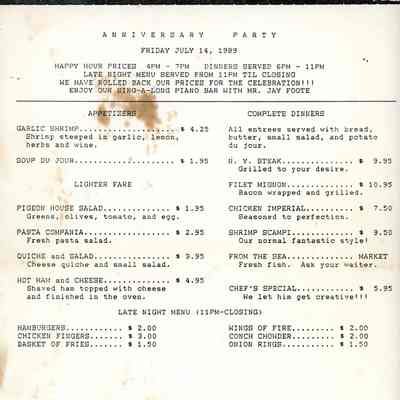 ANNIVERSARY PARTY
FRIDAY JULY 14, 1989
HAPPY HOUR PRICES 4PM - 7PM DINNERS SERVED 6PM - 11PM
LATE NIGHT MENU SERVED FROM 11PM TIL CLOSING
WE HAVE ROLLED BACK OUR PRICES FOR THE CELEBRATION!!!
ENJOY OUR SING-A-LONG PIANO BAR WITH MR. JAY FOOTE
APPETIZERS
GARLIC SHRIMP................ $ 4.25
Shrimp steeped in garlic, lemon,
herbs and wine.
SOUP DU JOUR................. $ 1.95
LIGHTER FARE
PIGEON HOUSE SALAD........... $ 1.95
Greens, olives, tomato, and egg.
PASTA COMPANIA............... $ 2.95
Fresh pasta salad.
QUICHE and SALAD............. $ 3.95
Cheese quiche and small salad.
HOT HAM and CHEESE........... $ 4.95
Shaved ham topped with cheese
and finished in the oven.
COMPLETE DINNERS
All entrees served with bread,
butter, small salad, and potato
du jour.
N. Y. STEAK............. $ 9.95
Grilled to your desire.
FILET MIGNON............ $ 10.95
Bacon wrapped and grilled.
CHICKEN IMPERIAL........ $ 7.50
Seasoned to perfection.
SHRIMP SCAMPI........... $ 9.50
Our normal fantastic style!
FROM THE SEA............ MARKET
Fresh fish. Ask your waiter.
CHEF'S SPECIAL.......... $ 5.95
We let him get creative!!!
LATE NIGHT MENU (11PM-CLOSING)
HAMBURGERS............ $ 2.00
CHICKEN FINGERS....... $ 3.00
BASKET OF FRIES....... $ 1.50
WINGS OF FIRE......... $ 2.00
CONCH CHOWDER......... $ 2.00
ONION RINGS........... $ 1.50